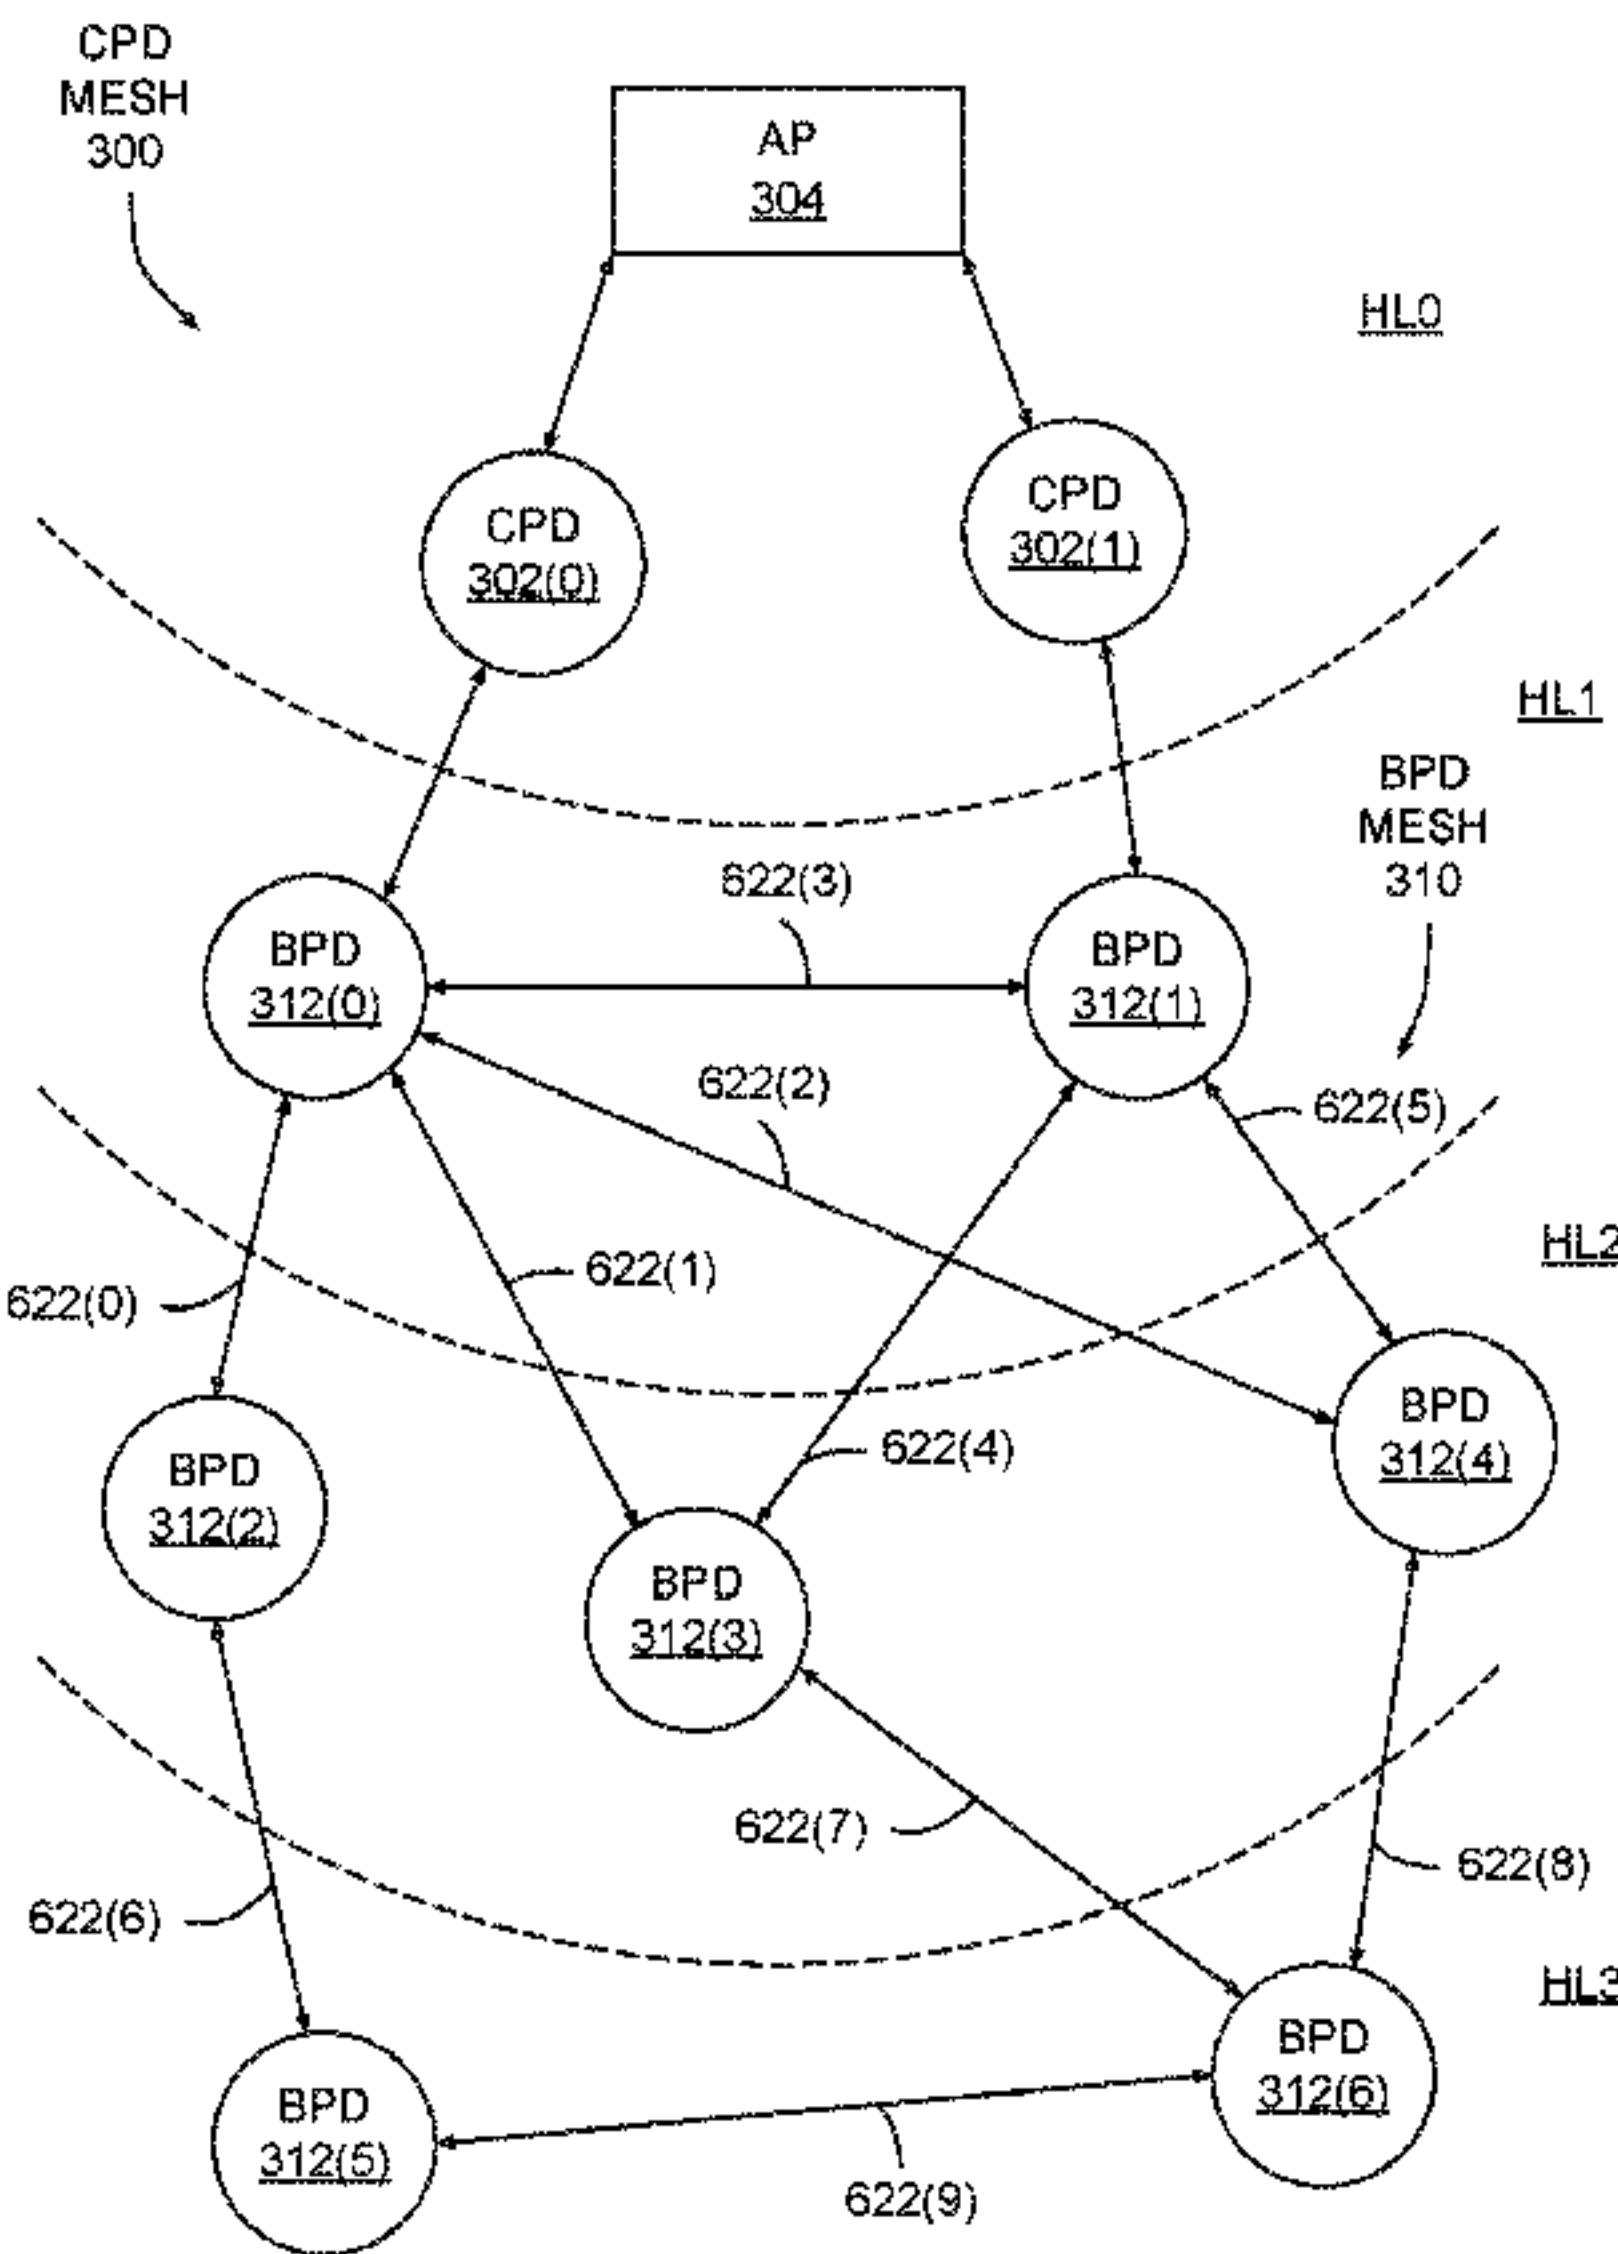 CPD
MESH
300
AP
304
HL0
CPD
302(0)
CPD
302(1)
HL1
BPD
MESH
310
622(3)
BPD
312(0)
BPD
312(1)
622(2)
622(5)
622(1)
622(0)
HL2
BPD
312(4)
622(4)
BPD
312(2)
BPD
312(3)
622(7)
622(8)
622(6)
HL3
BPD
312(6)
BPD
312(5)
622(9)